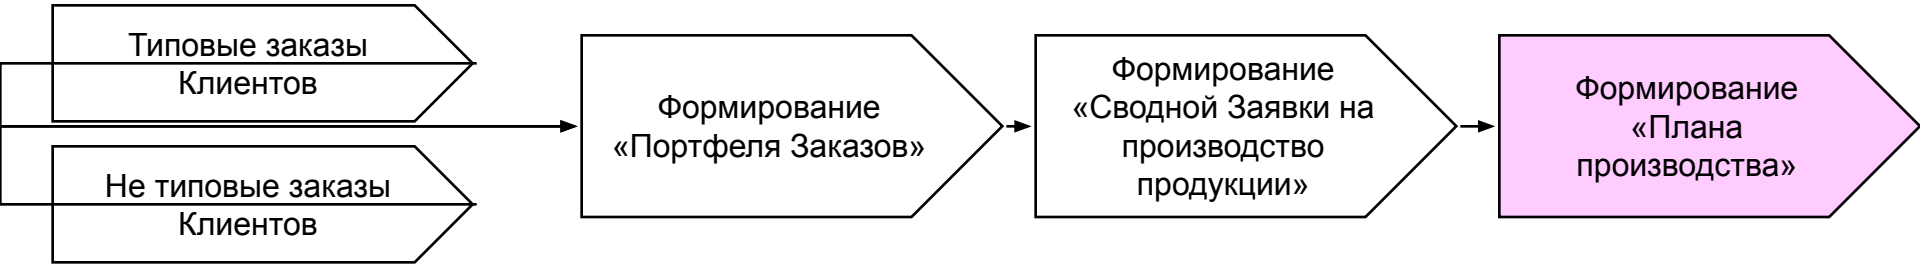 Типовые заказы
Клиентов
Не типовые заказы
Клиентов
Формирование
«Портфеля Заказов»
Формирование
«Сводной Заявки на
производство
продукции»
Формирование
«Плана
производства»